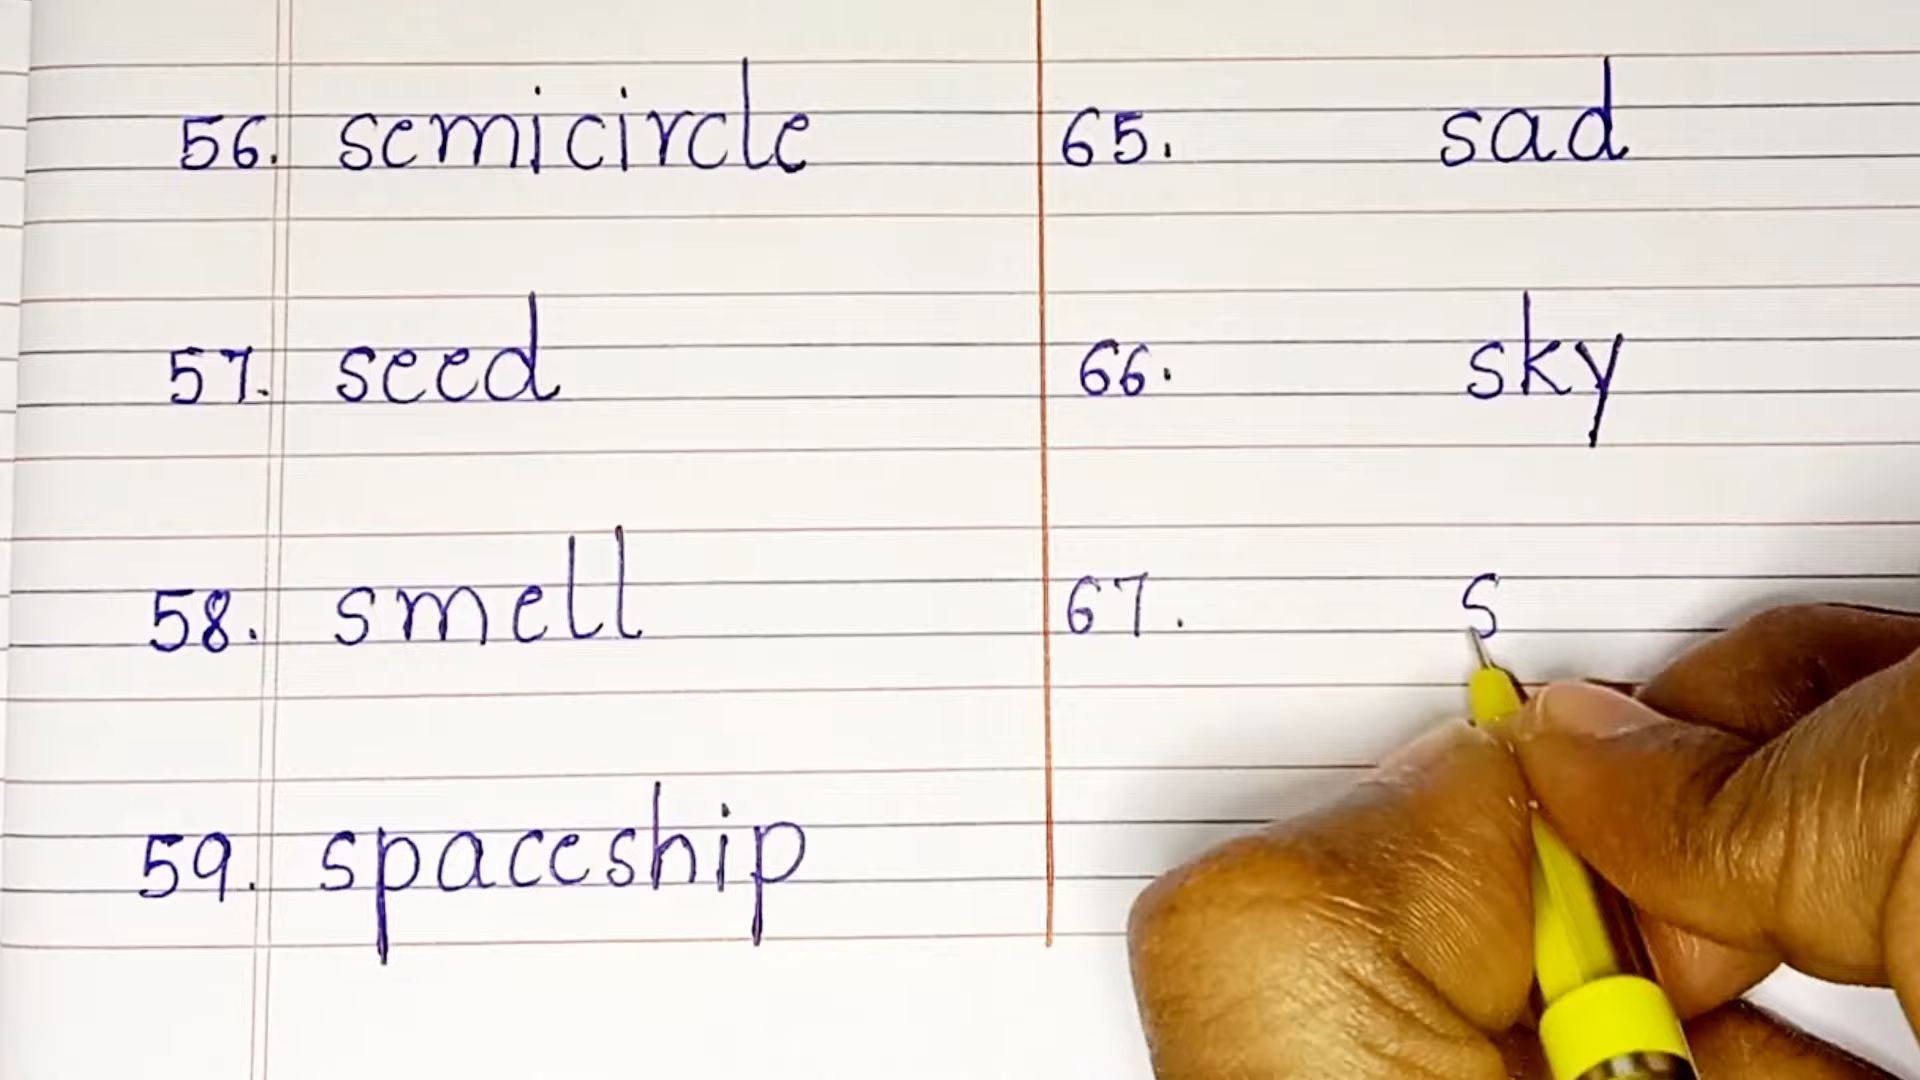 56. semicircle
57. seed
58. smell
59. spaceship
65. sad
66. sky
67. s